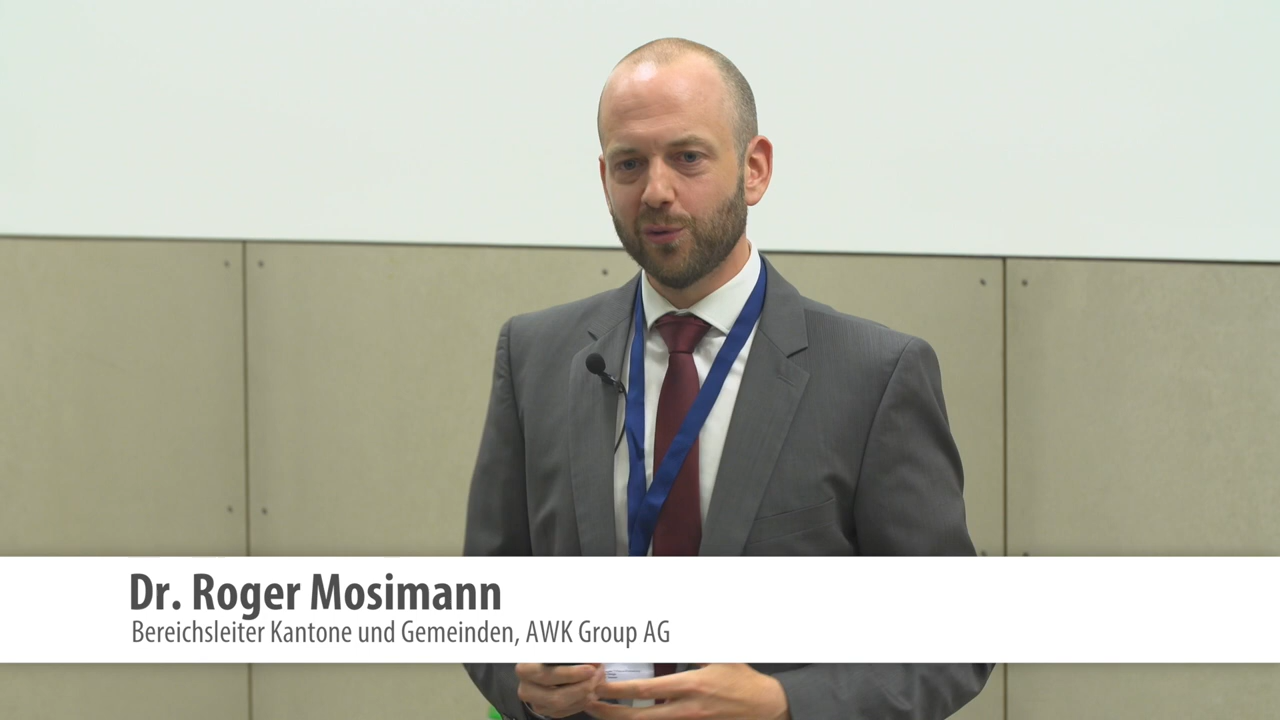 Dr. Roger Mosimann
Bereichsleiter Kantone und Gemeinden, AWK Group AG